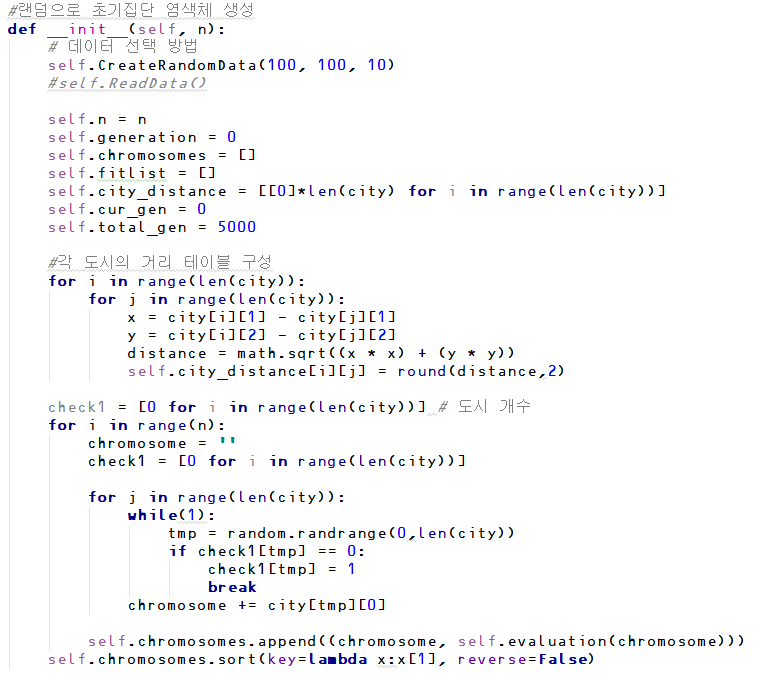 #랜덤으로 초기집단 염색체 생성
def __init__(self, n):
    # 데이터 선택 방법
    self.CreateRandomData(100, 100, 10)
    #self.ReadData()

    self.n = n
    self.generation = 0
    self.chromosomes = []
    self.fitlist = []
    self.city_distance = [[0]*len(city) for i in range(len(city))]
    self.cur_gen = 0
    self.total_gen = 5000

    #각 도시의 거리 테이블 구성
    for i in range(len(city)):
        for j in range(len(city)):
            x = city[i][1] - city[j][1]
            y = city[i][2] - city[j][2]
            distance = math.sqrt((x * x) + (y * y))
            self.city_distance[i][j] = round(distance,2)

    check1 = [0 for i in range(len(city))] # 도시 개수
    for i in range(n):
        chromosome = ''
        check1 = [0 for i in range(len(city))]

        for j in range(len(city)):
            while(1):
                tmp = random.randrange(0,len(city))
                if check1[tmp] == 0:
                    check1[tmp] = 1
                    break
            chromosome += city[tmp][0]

        self.chromosomes.append((chromosome, self.evaluation(chromosome)))
    self.chromosomes.sort(key=lambda x:x[1], reverse=False)